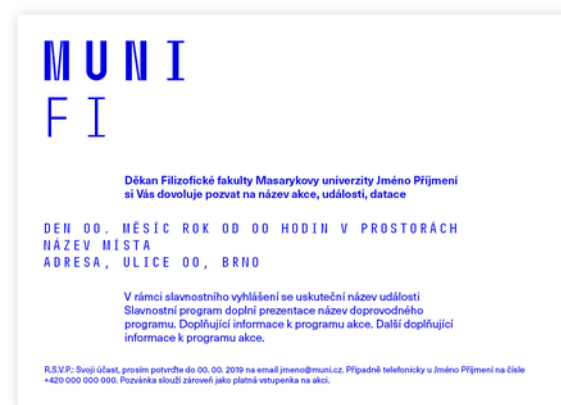 MUNI
FI
Děkan Filizofické fakulty Masarykovy univerzity Jméno Příjmení
si Vás dovoluje pozvat na název akce, události, datace
DEN 00. MĚSÍC ROK OD 00 HODIN V PROSTORÁCH
NÁZEV MÍSTA
ADRESA, ULICE 00, BRNO
V rámci slavnostního vyhlášení se uskuteční název události
Slavnostní program doplní prezentace název doprovodného
programu. Doplňující informace k programu akce. Další doplňující
informace k programu akce.
R.S.V.P.: Svoji účast, prosím potvrďte do 00. 00. 2019 na email jmeno@muni.cz. Případně telefonicky u Jméno Příjmení na čísle
+420 000 000 000. Pozvánka slouží zároveň jako platná vstupenka na akci.